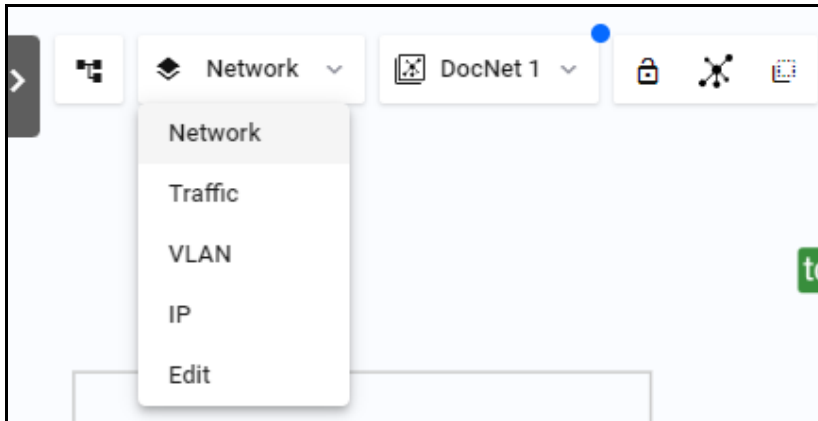 Network
DocNet 1
Network
Traffic
VLAN
IP
Edit